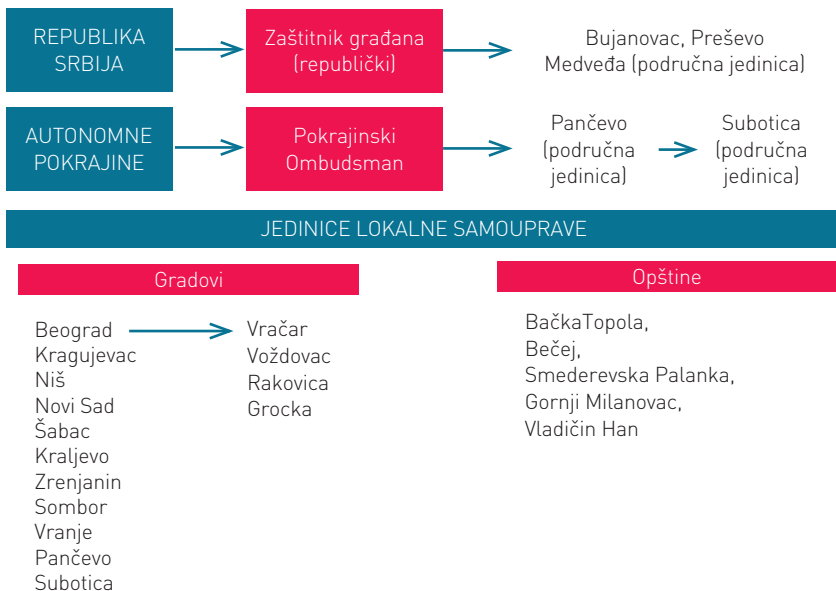 REPUBLIKA
SRBIJA
Zaštitnik građana
(republički)
Bujanovac, Preševo
Medveđa (područna jedinica)
AUTONOMNE
POKRAJINE
Pokrajinski
Ombudsman
Pančevo
(područna
jedinica)
Subotica
(područna
jedinica)
JEDINICE LOKALNE SAMOUPRAVE
Gradovi
Beograd
Kragujevac
Niš
Novi Sad
Šabac
Kraljevo
Zrenjanin
Sombor
Vranje
Pančevo
Subotica
Vračar
Voždovac
Rakovica
Grocka
Opštine
BačkaTopola,
Bečej,
Smederevska Palanka,
Gornji Milanovac,
Vladičin Han